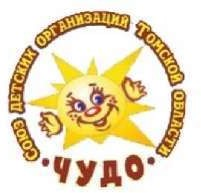 Союз детских Организаций Томской области
• ЧУДО •